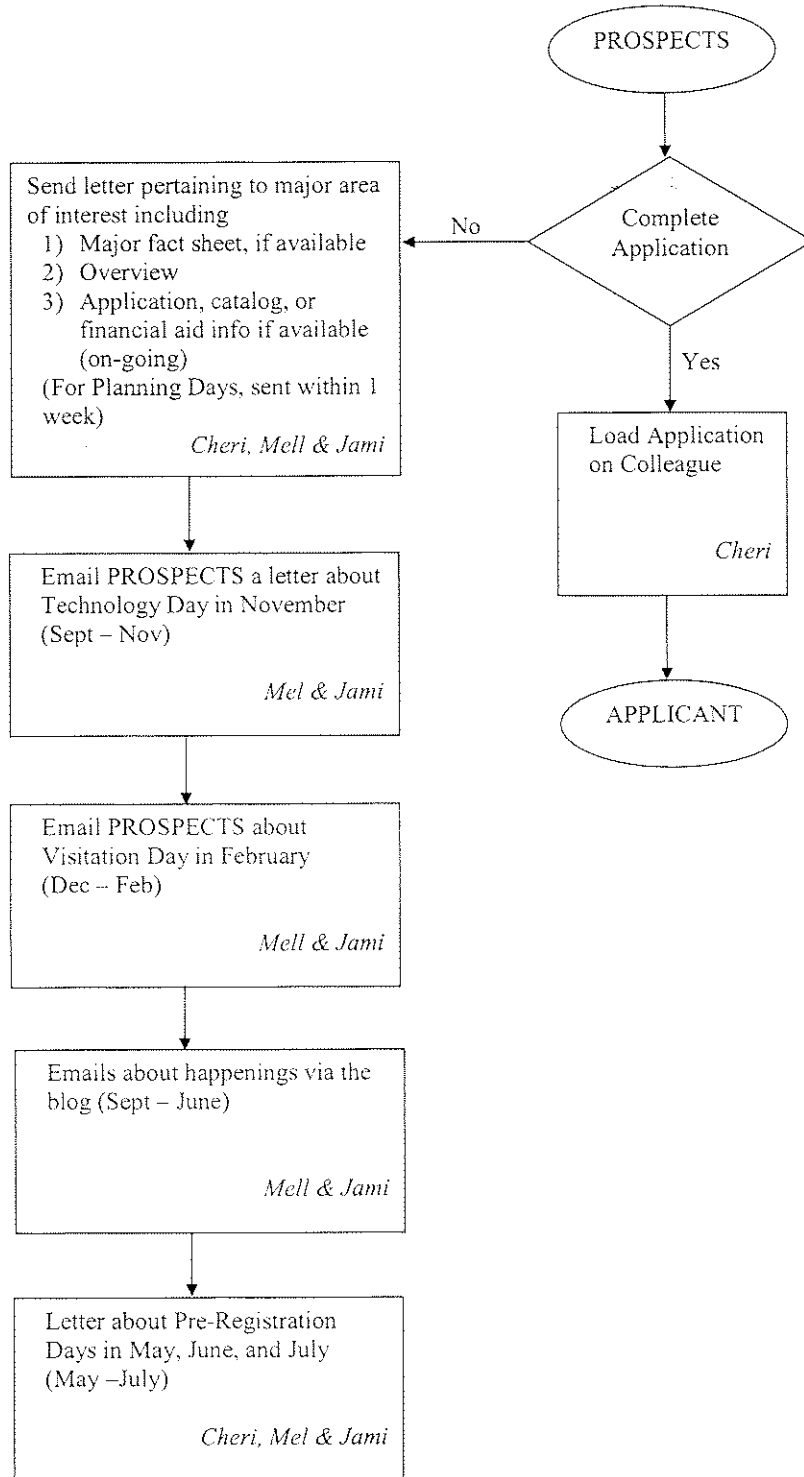 PROSPECTS
Complete
Application
No
Yes
Send letter pertaining to major area
of interest including
1) Major fact sheet, if available
2) Overview
3) Application, catalog, or
financial aid info if available
(on-going)
(For Planning Days, sent within 1
week)
Cheri, Mell & Jami
Load Application
on Colleague
Cheri
APPLICANT
Email PROSPECTS a letter about
Technology Day in November
(Sept – Nov)
Mel & Jami
Email PROSPECTS about
Visitation Day in February
(Dec – Feb)
Mell & Jami
Emails about happenings via the
blog (Sept – June)
Mell & Jami
Letter about Pre-Registration
Days in May, June, and July
(May –July)
Cheri, Mel & Jami